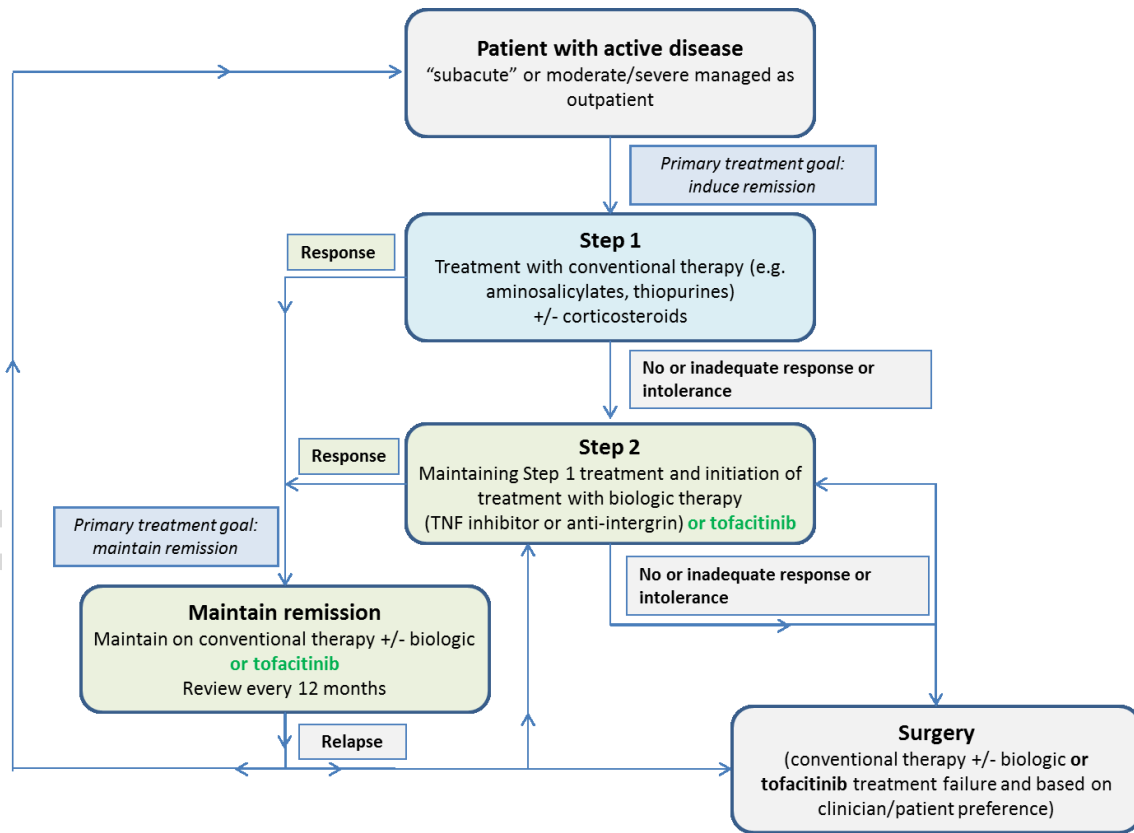 Patient with active disease
“subacute” or moderate/severe managed as
outpatient
Primary treatment goal:
induce remission
Step 1
Treatment with conventional therapy (e.g.
aminosalicylates, thiopurines)
+/- corticosteroids
Response
No or inadequate response or
intolerance
Step 2
Maintaining Step 1 treatment and initiation of
treatment with biologic therapy
(TNF inhibitor or anti-intergrin) or tofacitinib
Response
Primary treatment goal:
maintain remission
No or inadequate response or
intolerance
Maintain remission
Maintain on conventional therapy +/- biologic
or tofacitinib
Review every 12 months
Relapse
Surgery
(conventional therapy +/- biologic or
tofacitinib treatment failure and based on
clinician/patient preference)